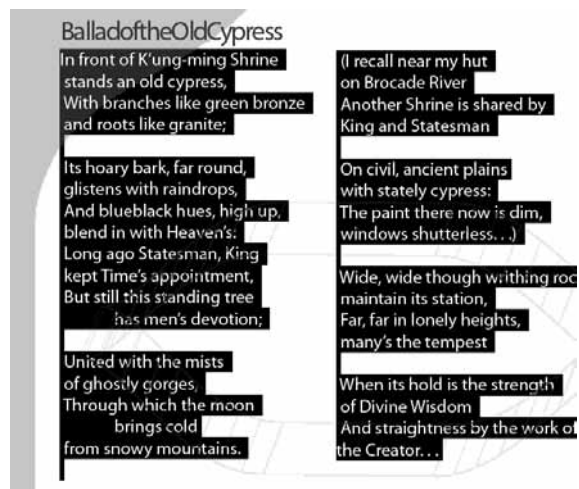 BalladoftheOldCypress
In front of K'ung-ming Shrine
stands an old cypress,
With branches like green bronze
and roots like granite;
Its hoary bark, far round,
glistens with raindrops,
And blueblack hues, high up,
blend in with Heaven's:
Long ago Statesman, King
kept Time's appointment,
But still this standing tree
has men's devotion;
United with the mists
of ghostly gorges,
Through which the moon
brings cold
from snowy mountains.
(I recall near my hut
on Brocade River
Another Shrine is shared by
King and Statesman
On civil, ancient plains
with stately cypress:
The paint there now is dim,
windows shutterless. . .)
Wide, wide though writhing roo
maintain its station,
Far, far in lonely heights,
many's the tempest
When its hold is the strength
of Divine Wisdom
And straightness by the work of
the Creator. . .